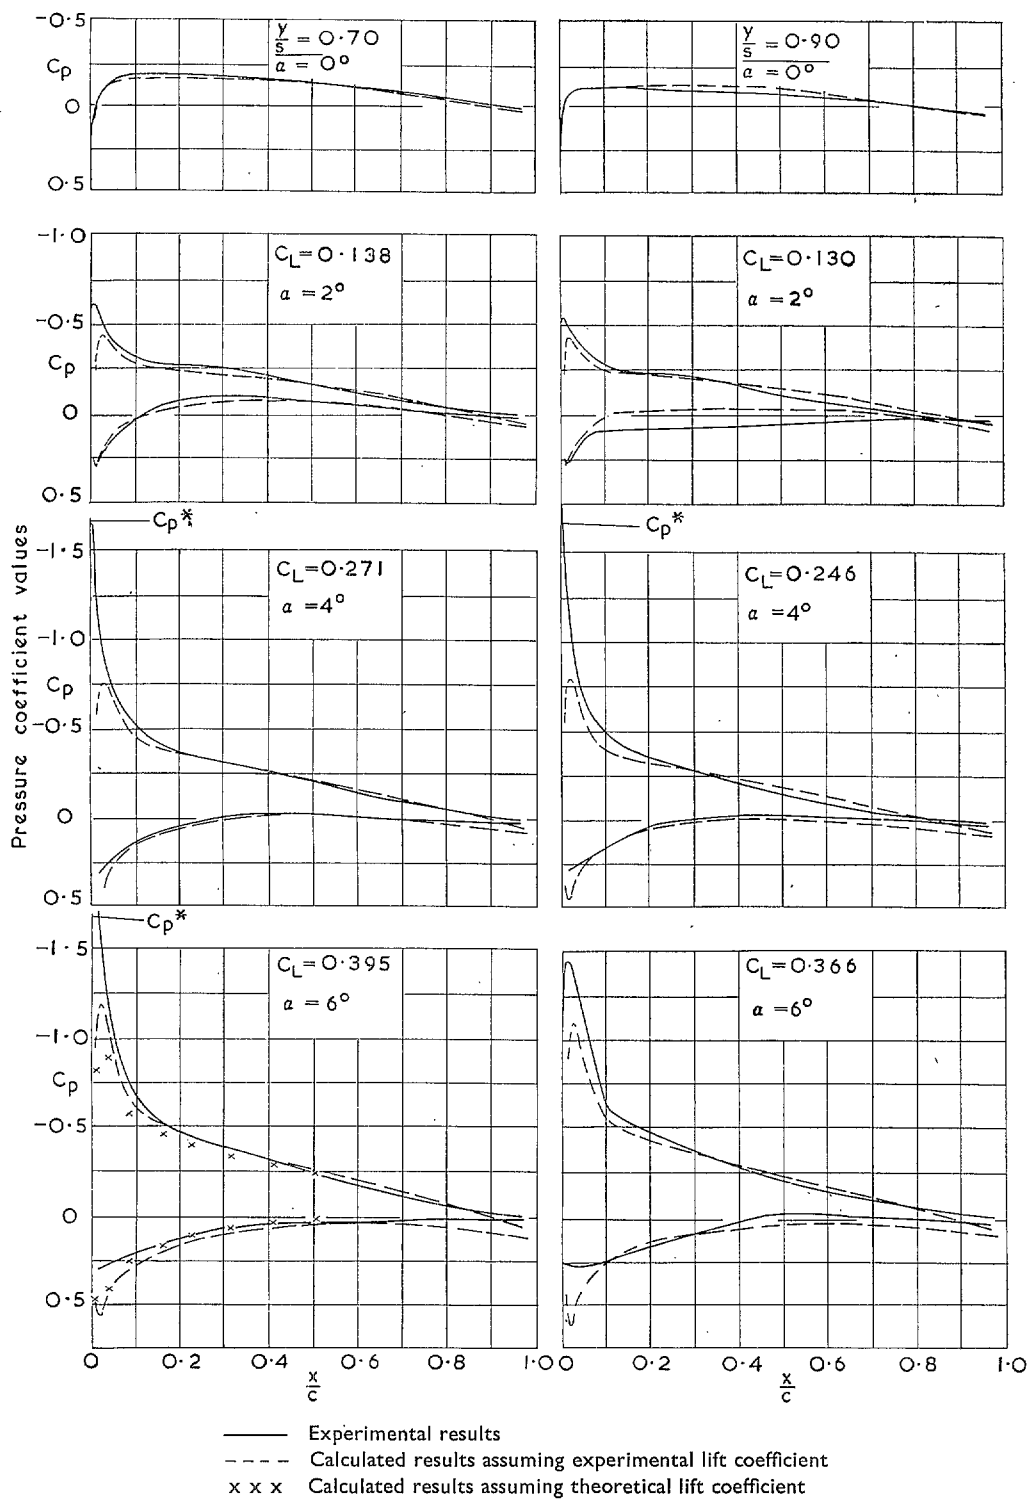 -0·5
Cp
0
0·5
y/s = 0·70
α = 0°
y/s = 0·90
α = 0°
-1·0
-0·5
Cp
0
0·5
CL=0·138
α =2°
CL=0·130
α =2°
Pressure coefficient values
Cp*
-1·5
-1·0
Cp
-0·5
0
0·5
CL=0·271
α =4°
Cp*
CL=0·246
α =4°
Cp*
-1·5
-1·0
Cp
-0·5
0
0·5
CL=0·395
α =6°
CL=0·366
α =6°
0 0·2 0·4 0·6 0·8 1·0
x/c
0 0·2 0·4 0·6 0·8 1·0
x/c
Experimental results
Calculated results assuming experimental lift coefficient
x x x Calculated results assuming theoretical lift coefficient